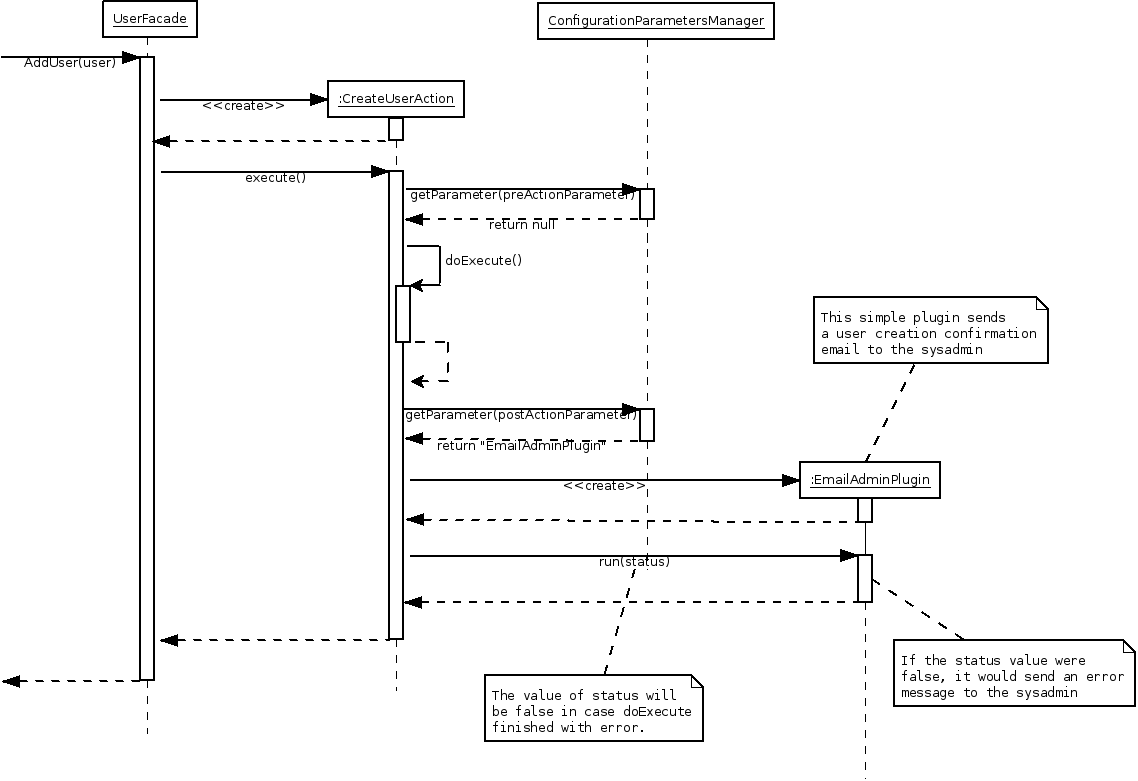 UserFacade
ConfigurationParametersManager
AddUser(user)
:CreateUserAction
<<create>>
execute()
getParameter(preActionParameter)
return null
doExecute()
This simple plugin sends
a user creation confirmation
email to the sysadmin
getParameter(postActionParameter)
return "EmailAdminPlugin"
:EmailAdminPlugin
<<create>>
run(status)
If the status value were
false, it would send an error
message to the sysadmin
The value of status will
be false in case doExecute
finished with error.